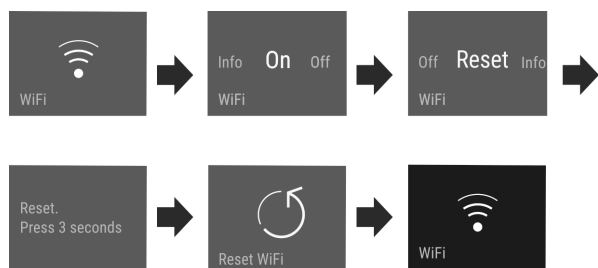 WiFi
Info On Off
WiFi
Off Reset Info
WiFi
Reset.
Press 3 seconds
Reset WiFi
WiFi